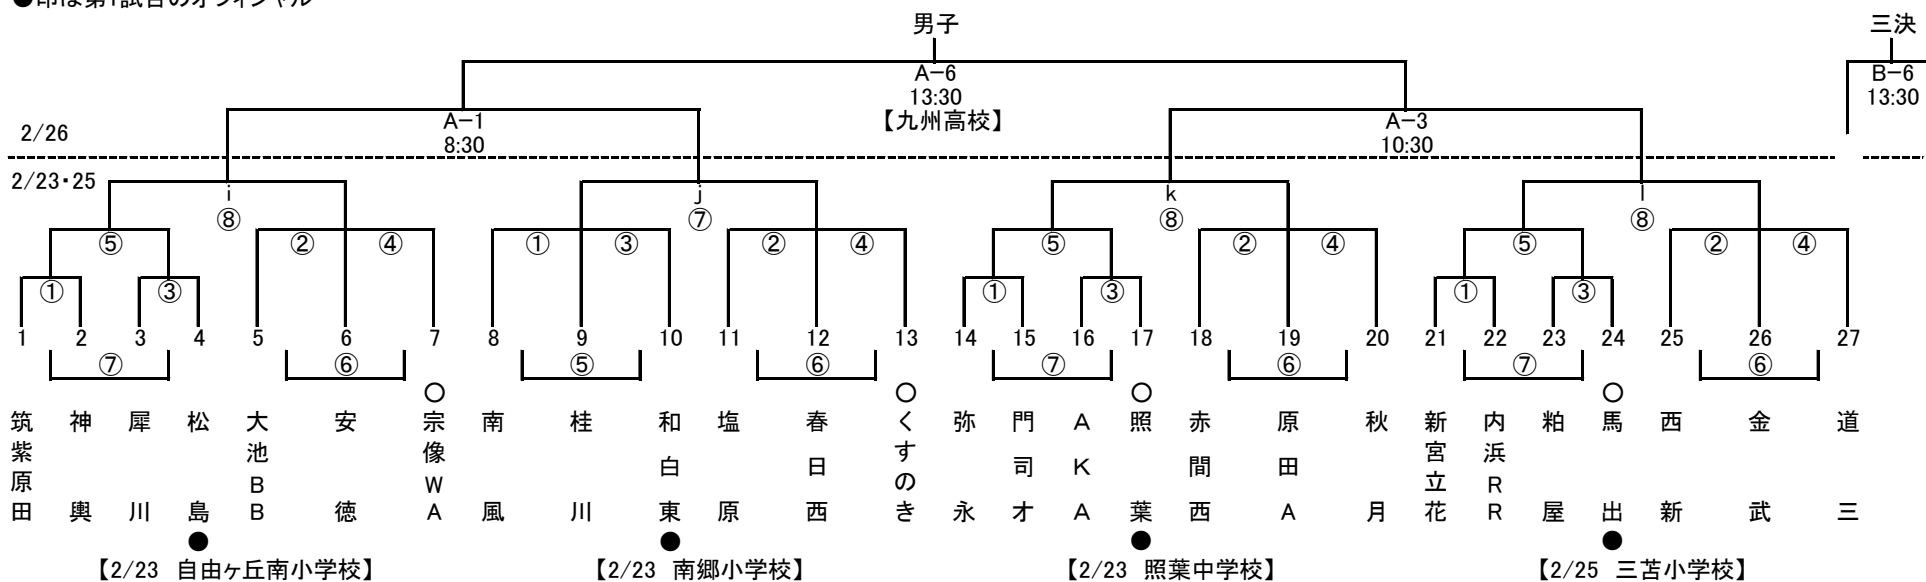 ●印は第1試合のオフィシャル
男子
三決
A−6
13:30
【九州高校】
B−6
13:30
2/26
A−1
8:30
A−3
10:30
2/23・25
i
⑧
j
⑦
k
⑧
l
⑧
⑤ ② ④ ① ③ ② ④ ⑤ ② ④ ⑤ ② ④
① ③ ① ③ ① ③
1 2 3 4 5 6 7 8 9 10 11 12 13 14 15 16 17 18 19 20 21 22 23 24 25 26 27
⑦ ⑥ ⑤ ⑥ ⑦ ⑥ ⑦ ⑥
○ ○ ○ ○
筑紫原田
神興
犀川
松島
大池BB
安徳
宗像WA
南風
桂川
和白東
塩原
春日西
くすのき
弥永
門司才
AKA
照葉
赤間西
原田A
秋月
新宮立花
内浜RR
粕屋
馬出
西新
金武
道三
● ● ● ●
【2/23 自由ヶ丘南小学校】
【2/23 南郷小学校】
【2/23 照葉中学校】
【2/25 三苫小学校】